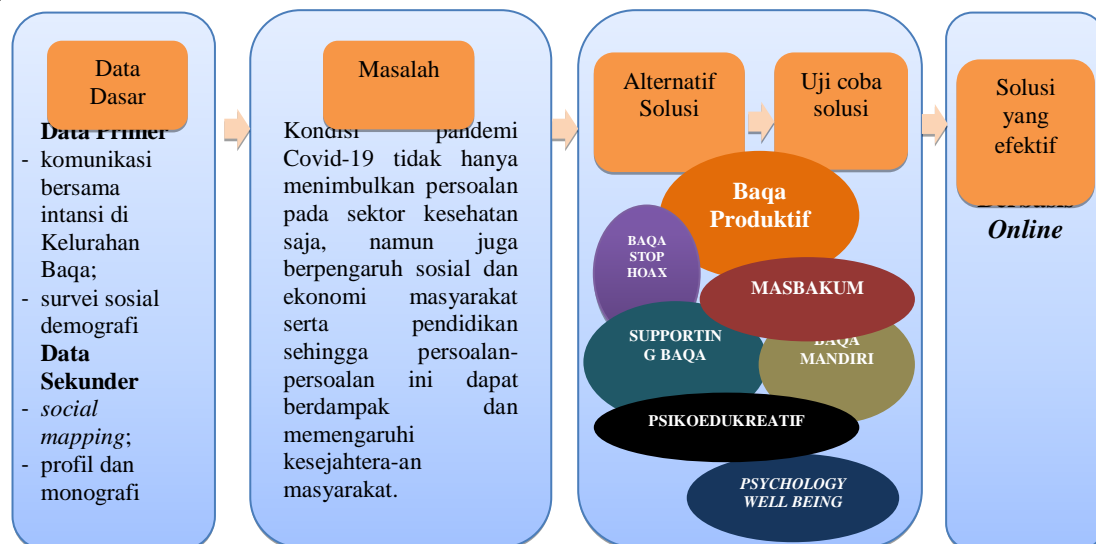 Data
Dasar
Data Primer
- komunikasi
bersama
intansi di
Kelurahan
Baqa;
- survei sosial
demografi
Data
Sekunder
- social
mapping;
- profil dan
monografi
Masalah
Kondisi pandemi
Covid-19 tidak hanya
menimbulkan persoalan
pada sektor kesehatan
saja, namun juga
berpengaruh sosial dan
ekonomi masyarakat
serta pendidikan
sehingga persoalan-
persoalan ini dapat
berdampak dan
memengaruhi
kesejahtera-an
masyarakat.
Alternatif
Solusi
Uji coba
solusi
Baqa
Produktif
BAQA
STOP
HOAX
MASBAKUM
SUPPORTIN
G BAQA
BAQA
MANDIRI
PSIKOEDUKREATIF
PSYCHOLOGY
WELL BEING
Solusi
yang
efektif
Online